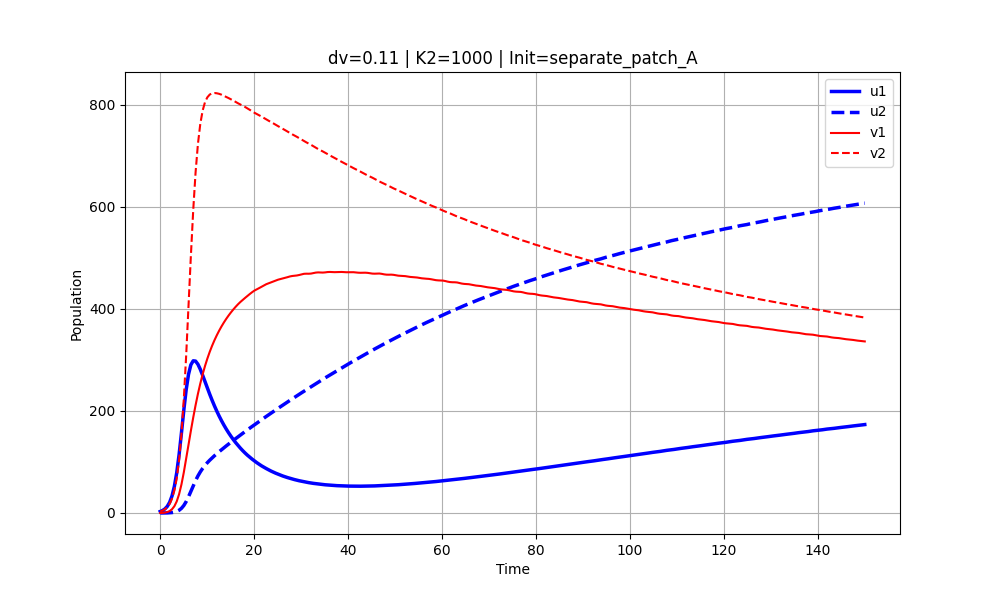 dv=0.11 | K2=1000 | Init=separate_patch_A
u1
u2
v1
v2
Population
800
600
400
200
0
0 20 40 60 80 100 120 140
Time